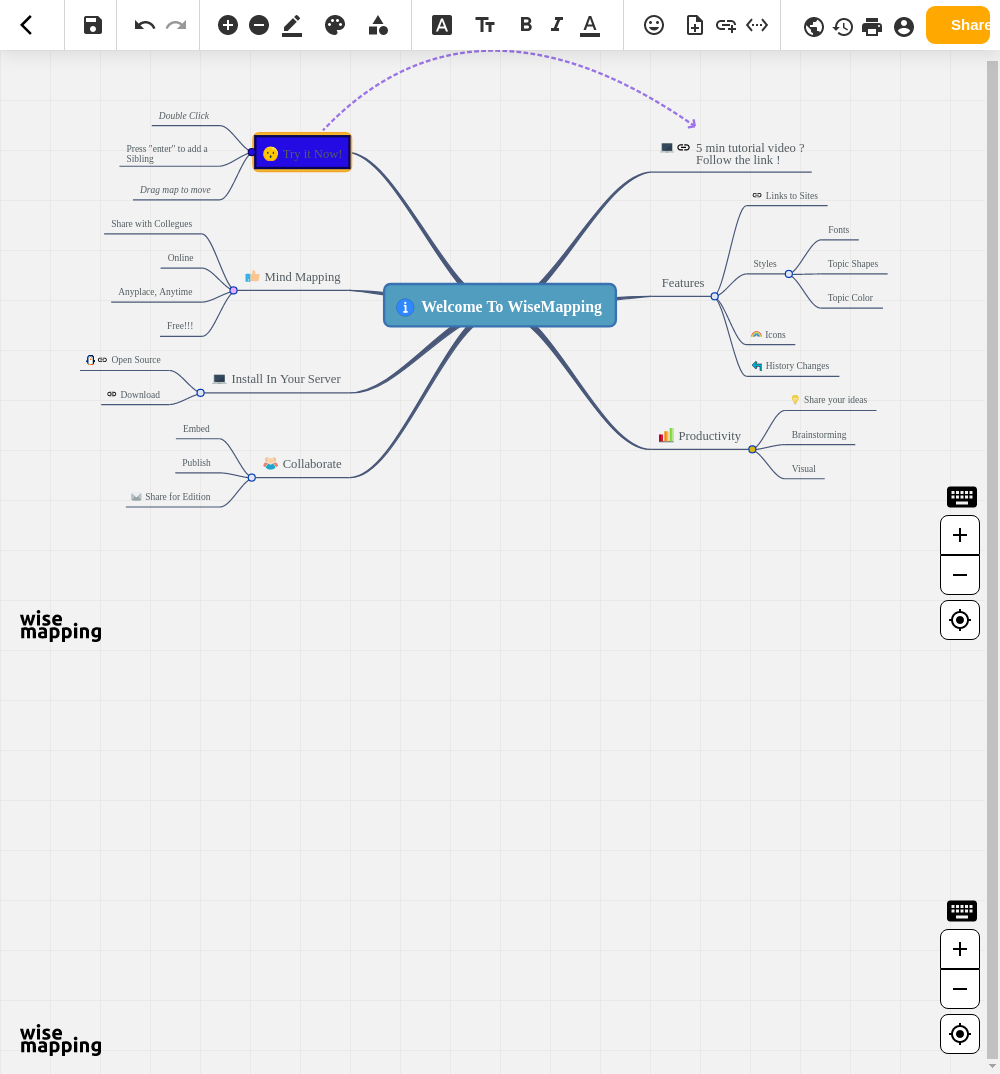 Share
Double Click
Press "enter" to add a
Sibling
Drag map to move
Try it Now!
5 min tutorial video ?
Follow the link !
Links to Sites
Fonts
Styles
Topic Shapes
Features
Topic Color
Icons
History Changes
Share with Collegues
Online
Mind Mapping
Anyplace, Anytime
Free!!!
Welcome To WiseMapping
Open Source
Install In Your Server
Download
Embed
Publish
Collaborate
Share for Edition
Share your ideas
Productivity
Brainstorming
Visual
wise
mapping
wise
mapping